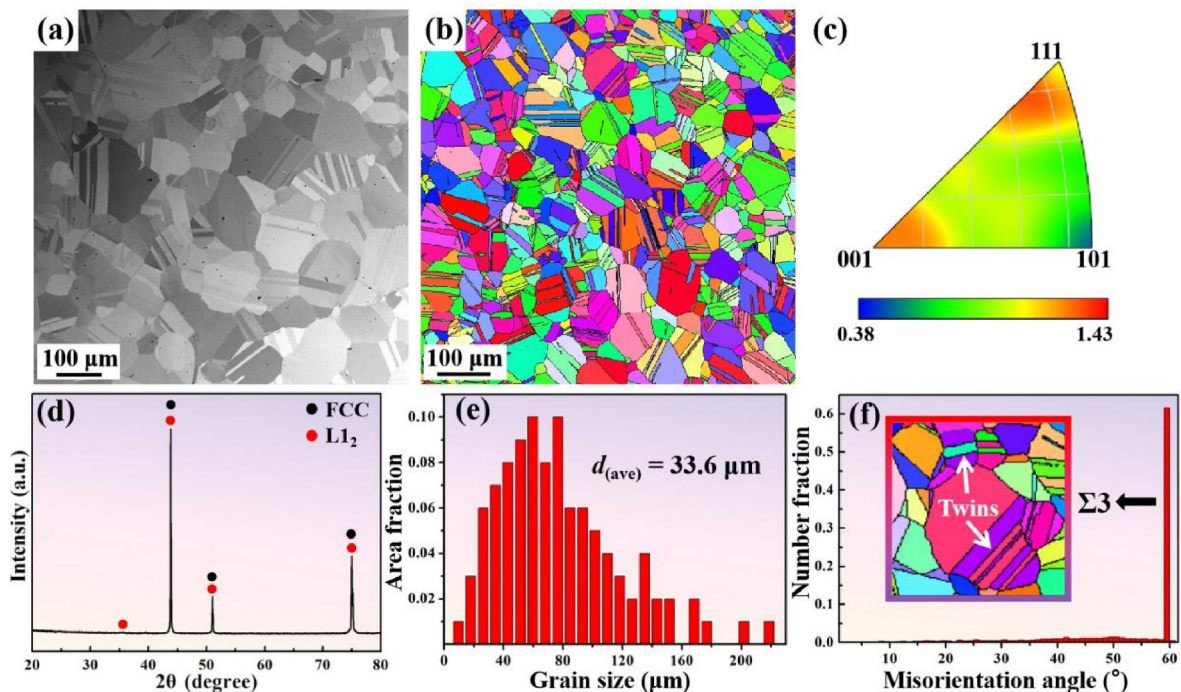 (a)
100 μm
(b)
100 μm
(c)
111
001
101
0.38
1.43
(d)
FCC
L1₂
Intensity (a.u.)
20 30 40 50 60 70 80
2θ (degree)
(e)
d(ave) = 33.6 μm
Area fraction
0.10
0.08
0.06
0.04
0.02
0 40 80 120 160 200
Grain size (μm)
(f)
Twins
Σ3
Number fraction
0.6
0.5
0.4
0.3
0.2
0.1
0.0
10 20 30 40 50 60
Misorientation angle (°)